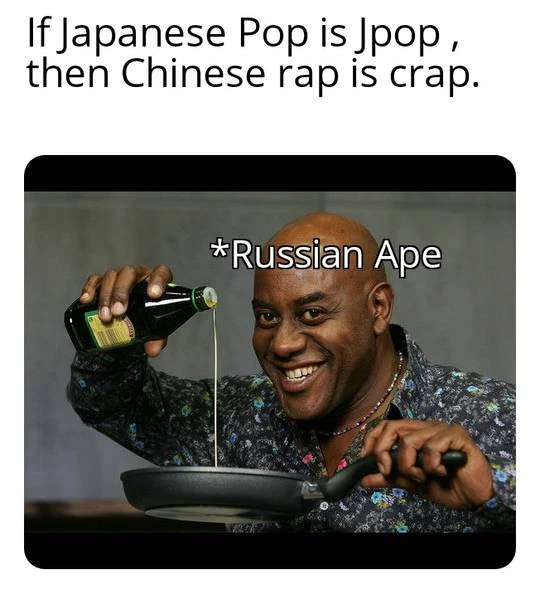 If Japanese Pop is Jpop ,
then Chinese rap is crap.
*Russian Ape